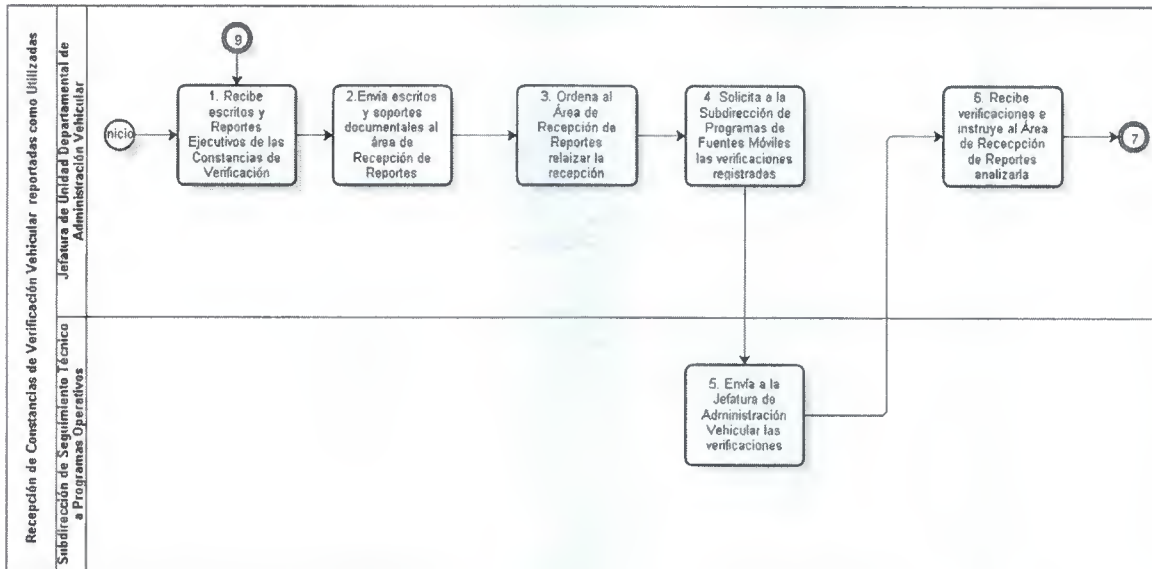 Recepción de Constancias de Verificación Vehicular reportadas como Utilizadas
Jefatura de Unidad Departamental de
Administración Vehicular
9
nicio
1. Recibe
escritos y
Reportes
Ejecutivos de las
Constancias de
Verificación
2.Envía escritos
y soportes
documentales al
área de
Recepción de
Reportes
3. Ordena al
Área de
Recepción de
Reportes
relaizar la
recepción
4 Solicita a la
Subdirección de
Programas de
Fuentes Móviles
las verificaciones
registradas
6. Recibe
verificaciones e
instruye al Área
de Rececpción
de Reportes
analizarla
7
Subdirección de Seguimiento Técnico
a Programas Operativos
5. Envía a la
Jefatura de
Administración
Vehicular las
verificaciones